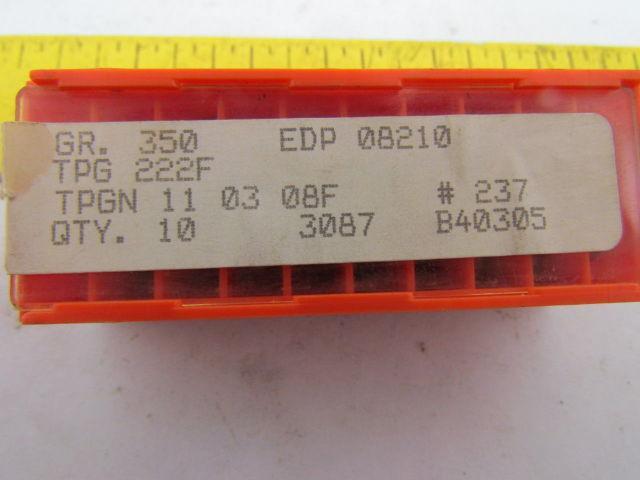 GR. 350 EDP 08210
TPG 222F
TPGN 11 03 08F # 237
QTY. 10 3087 B40305